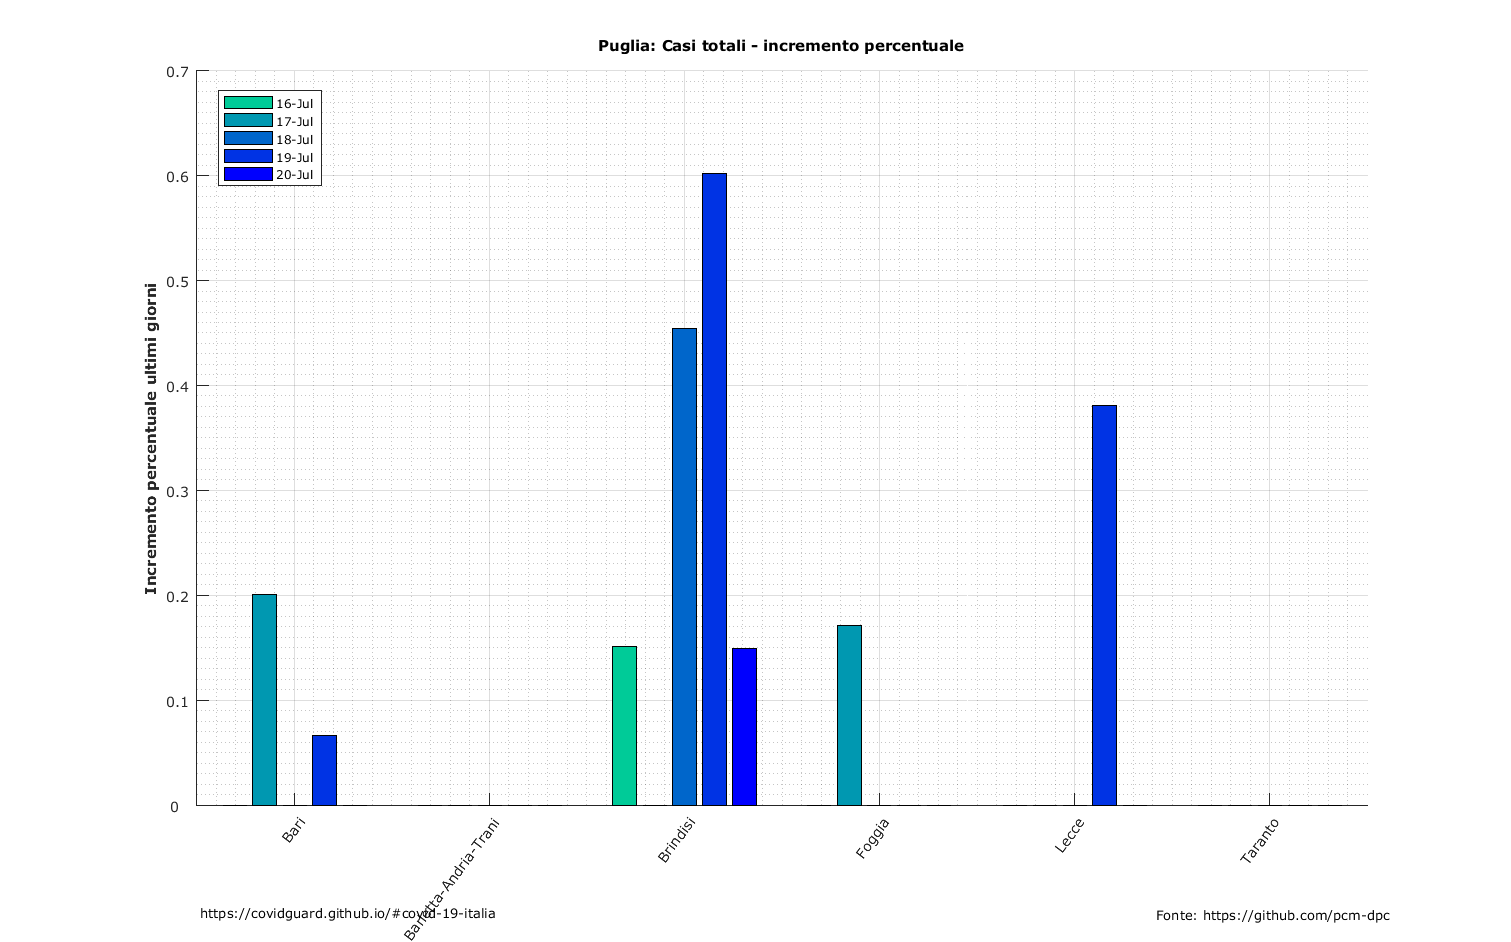 Puglia: Casi totali - incremento percentuale
16-Jul
17-Jul
18-Jul
19-Jul
20-Jul
Incremento percentuale ultimi giorni
0.7
0.6
0.5
0.4
0.3
0.2
0.1
0
Bari
Barletta-Andria-Trani
Brindisi
Foggia
Lecce
Taranto
https://covidguard.github.io/#covid-19-italia
Fonte: https://github.com/pcm-dpc